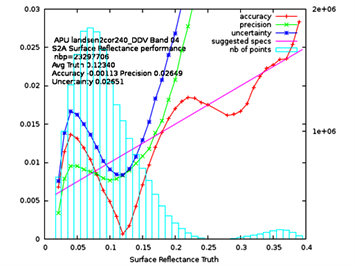 0.03
0.025
0.02
0.015
0.01
0.005
0
APU landsen2cor240_DDV Band 04
S2A Surface Reflectance performance
nbp=23297706
Avg Truth 0.12340
Accuracy -0.00113 Precision 0.02649
Uncertainty 0.02651
accuracy
precision
uncertainty
suggested specs
nb of points
2e+06
1e+06
0 0.05 0.1 0.15 0.2 0.25 0.3 0.35 0.4
Surface Reflectance Truth